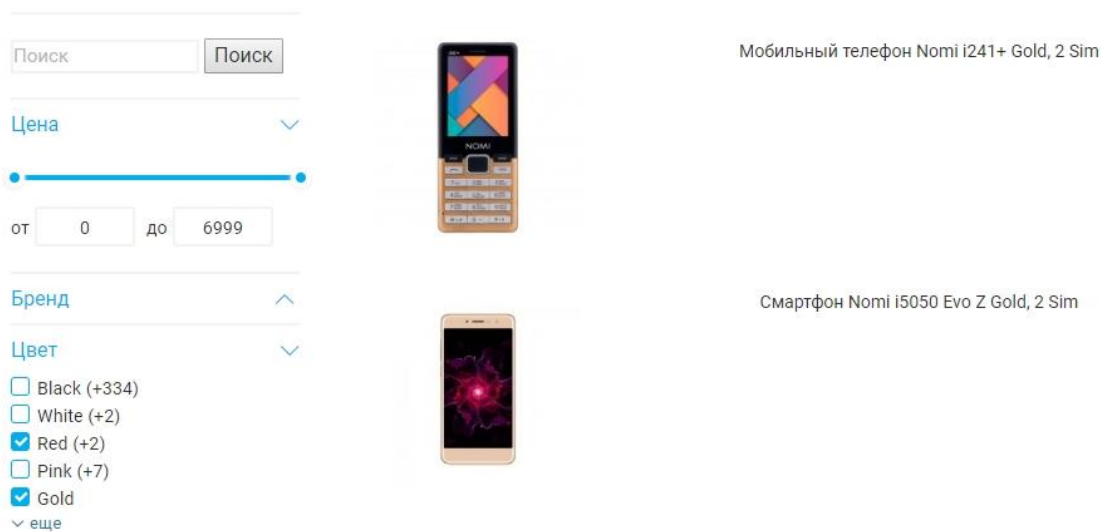 Поиск
Поиск
Цена
от 0 до 6999
Бренд
Цвет
Black (+334)
White (+2)
Red (+2)
Pink (+7)
Gold
еще
NOMI
Мобильный телефон Nomi i241+ Gold, 2 Sim
Смартфон Nomi i5050 Evo Z Gold, 2 Sim